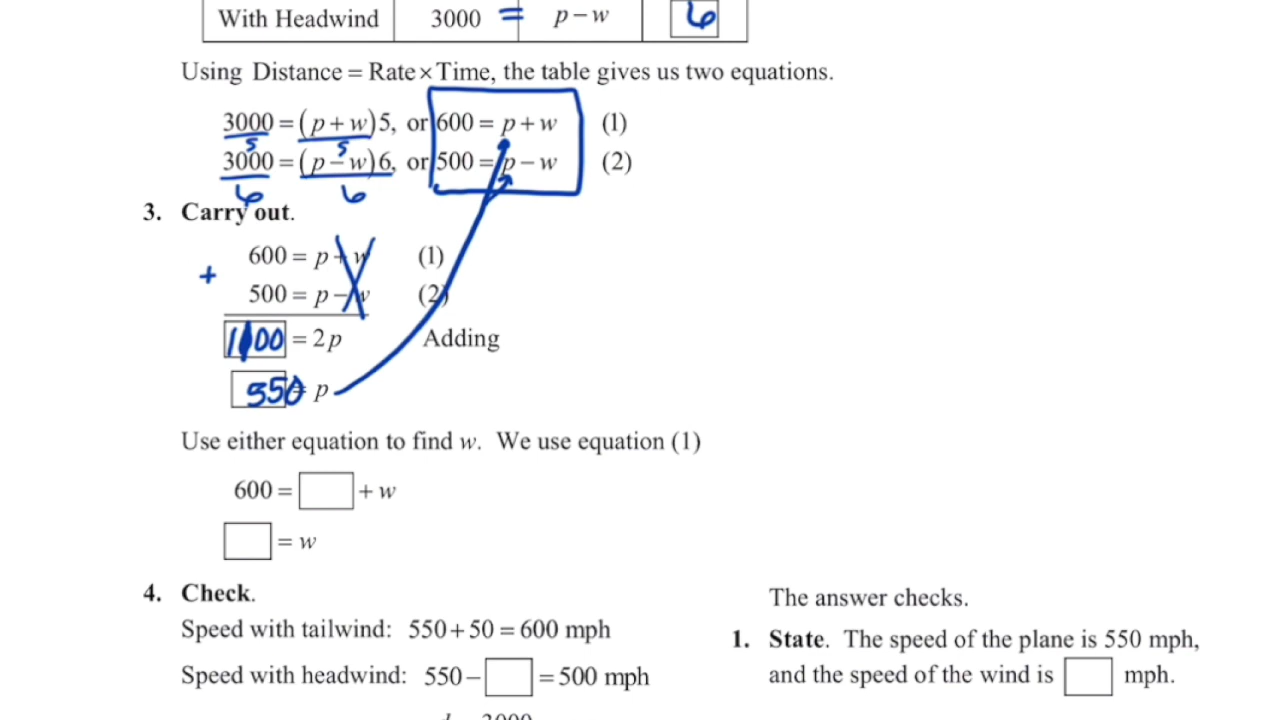 With Headwind 3000 = p − w 6
Using Distance = Rate × Time, the table gives us two equations.
3000 = (p + w)5, or 600 = p + w (1)
5 5
3000 = (p − w)6, or 500 = p − w (2)
6 6
3. Carry out.
600 = p + w (1)
+
500 = p − w (2)
1100 = 2p Adding
550 = p
Use either equation to find w. We use equation (1)
600 = + w
= w
4. Check.
Speed with tailwind: 550 + 50 = 600 mph
Speed with headwind: 550 − = 500 mph
The answer checks.
1. State. The speed of the plane is 550 mph,
and the speed of the wind is mph.